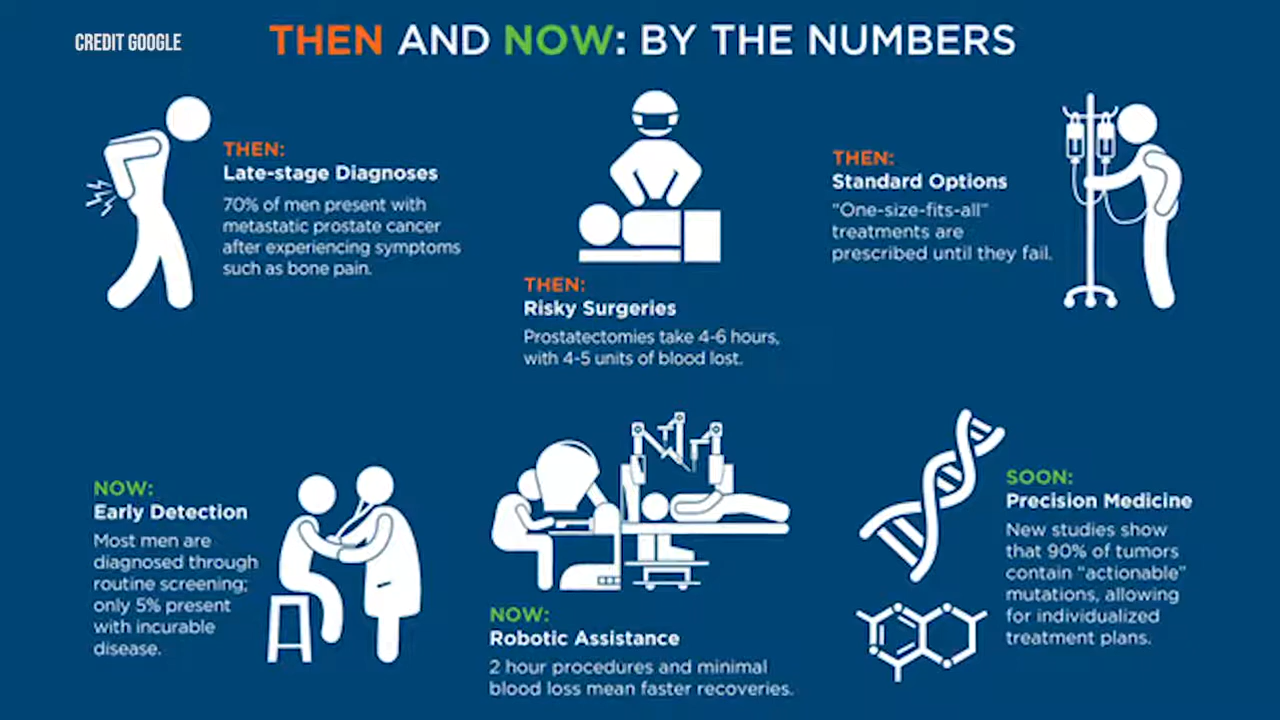 CREDIT GOOGLE
THEN AND NOW: BY THE NUMBERS
THEN:
Late-stage Diagnoses
70% of men present with
metastatic prostate cancer
after experiencing symptoms
such as bone pain.
THEN:
Risky Surgeries
Prostatectomies take 4-6 hours,
with 4-5 units of blood lost.
THEN:
Standard Options
"One-size-fits-all"
treatments are
prescribed until they fail.
NOW:
Early Detection
Most men are
diagnosed through
routine screening;
only 5% present
with incurable
disease.
NOW:
Robotic Assistance
2 hour procedures and minimal
blood loss mean faster recoveries.
SOON:
Precision Medicine
New studies show
that 90% of tumors
contain "actionable"
mutations, allowing
for individualized
treatment plans.